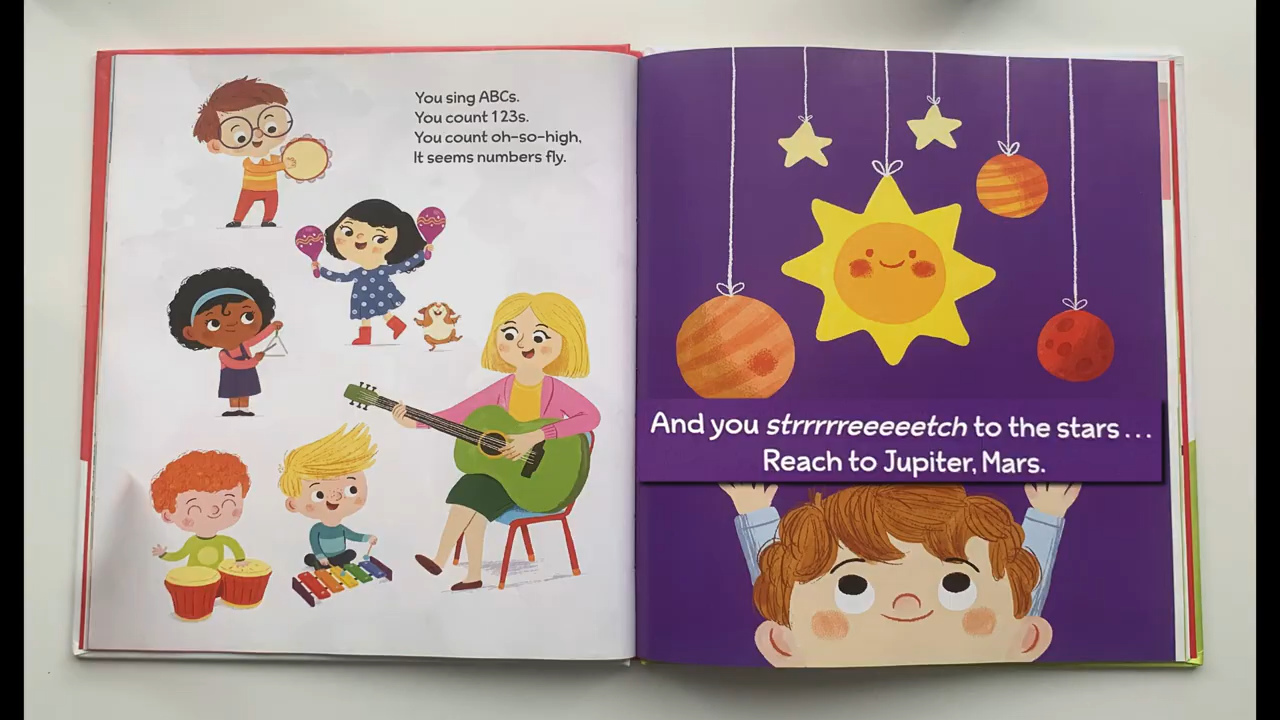 You sing ABCs.
You count 123s.
You count oh-so-high,
It seems numbers fly.
And you strrrrreeeeetch to the stars...
Reach to Jupiter, Mars.